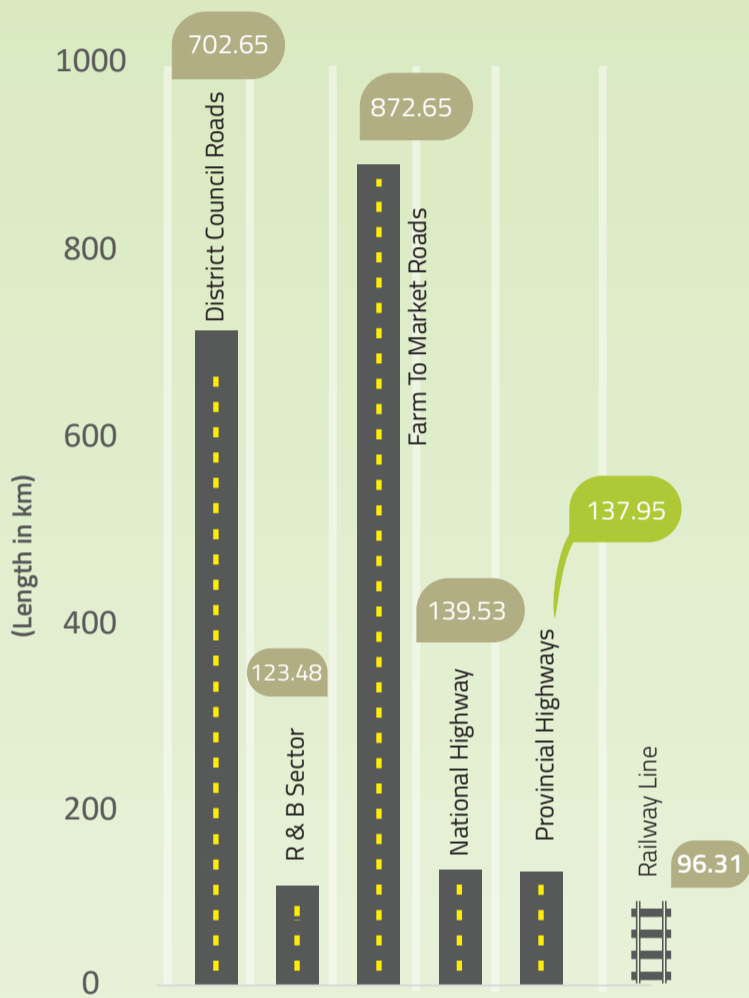 (Length in km)
1000
800
600
400
200
0
702.65
District Council Roads
123.48
R & B Sector
872.65
Farm To Market Roads
139.53
National Highway
137.95
Provincial Highways
96.31
Railway Line